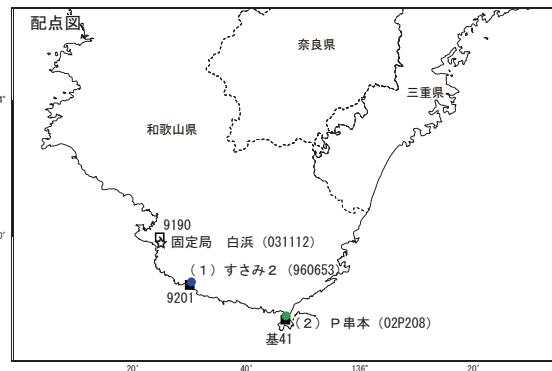 配点図
奈良県
三重県
和歌山県
9190
固定局 白浜（031112）
（1）すさみ2（960653）
9201
（2）P串本（02P208）
基41
20′
40′
136°
20′